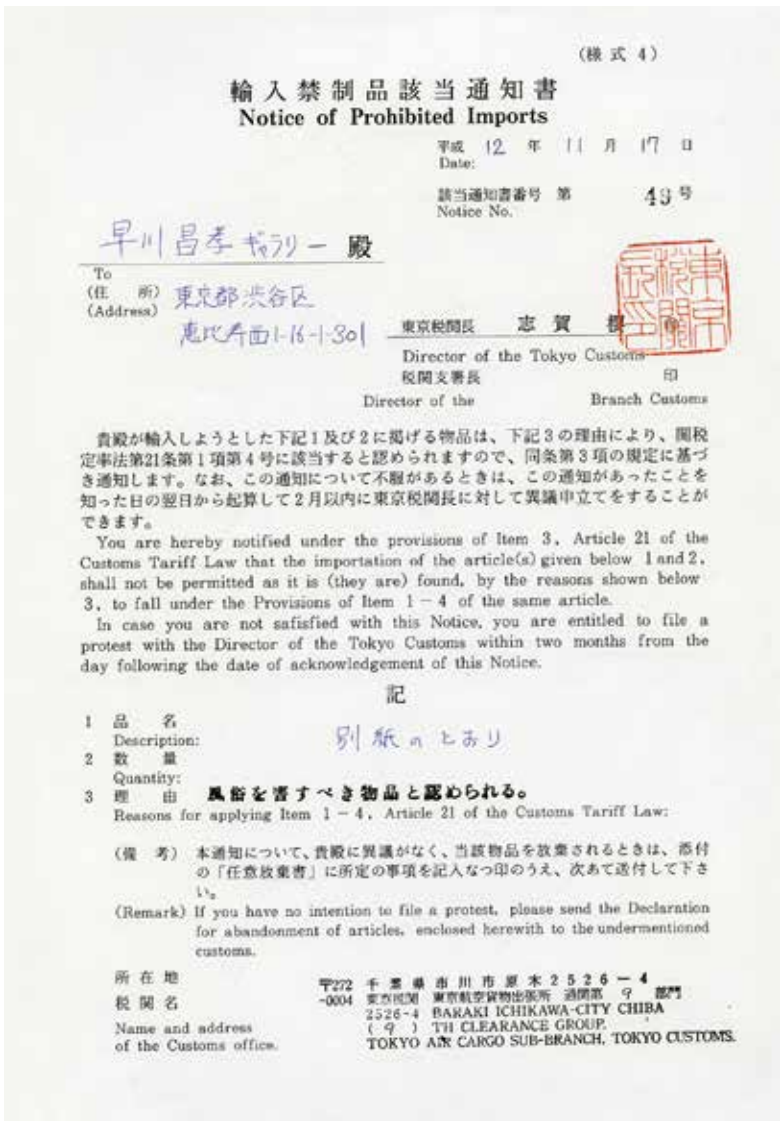 (様式 4)
輸入禁制品該当通知書
Notice of Prohibited Imports
平成 12 年 11 月 17 日
Date:
該当通知書番号 第 49 号
Notice No.
早川昌孝ギャラリー 殿
To
(住 所) 東京都渋谷区
(Address)
恵比寿西1-16-1-301
東京税関長 志賀
東京税関長印
Director of the Tokyo Customs
税関支署長 印
Director of the Branch Customs
貴殿が輸入しようとした下記1及び2に掲げる物品は、下記3の理由により、関税
定率法第21条第1項第4号に該当すると認められますので、同条第3項の規定に基づ
き通知します。なお、この通知について不服があるときは、この通知があったことを
知った日の翌日から起算して2月以内に東京税関長に対して異議申立てをすることが
できます。
You are hereby notified under the provisions of Item 3, Article 21 of the
Customs Tariff Law that the importation of the article(s) given below 1 and 2,
shall not be permitted as it is (they are) found, by the reasons shown below
3, to fall under the Provisions of Item 1 − 4 of the same article.
In case you are not safisfied with this Notice, you are entitled to file a
protest with the Director of the Tokyo Customs within two months from the
day following the date of acknowledgement of this Notice.
記
1 品 名
Description: 別紙のとおり
2 数 量
Quantity:
3 理 由 風俗を害すべき物品と認められる。
Reasons for applying Item 1 − 4, Article 21 of the Customs Tariff Law:
(備 考) 本通知について、貴殿に異議がなく、当該物品を放棄されるときは、添付
の「任意放棄書」に所定の事項を記入なつ印のうえ、次あて送付して下さ
い。
(Remark) If you have no intention to file a protest, please send the Declaration
for abandonment of articles, enclosed herewith to the undermentioned
customs.
所在地 〒272 千葉県市川市原木2526−4
税関名 -0004 東京税関 東京航空貨物出張所 通関第 9 部門
2526-4 BARAKI ICHIKAWA-CITY CHIBA
Name and address ( 9 ) TH CLEARANCE GROUP.
of the Customs office. TOKYO AIR CARGO SUB-BRANCH, TOKYO CUSTOMS.